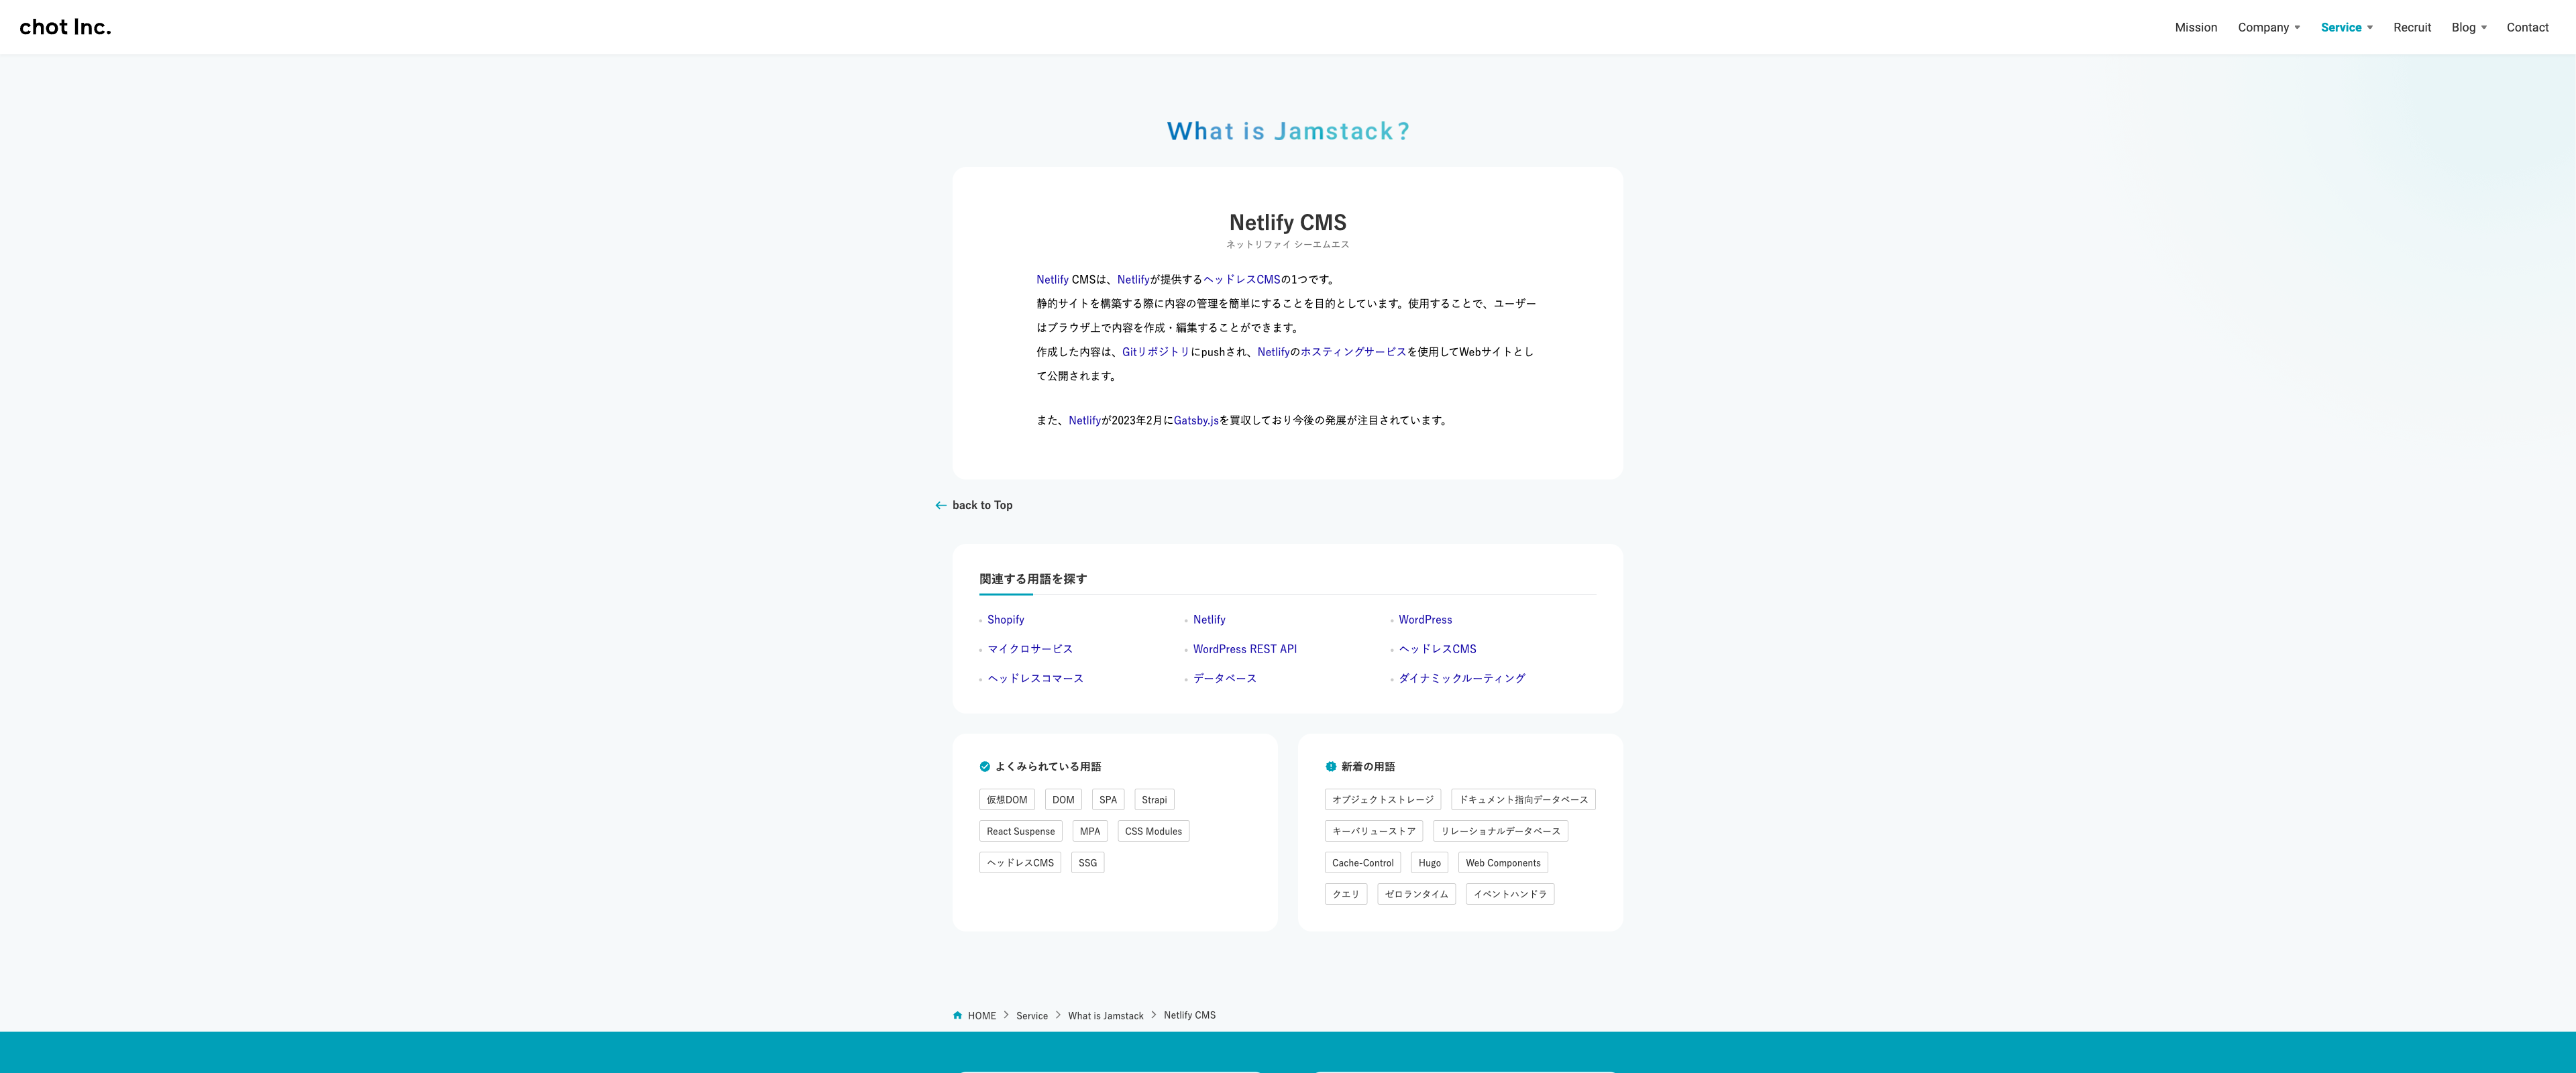 chot Inc.
Mission Company Service Recruit Blog Contact
What is Jamstack?
Netlify CMS
ネットリファイ シーエムエス
Netlify CMSは、Netlifyが提供するヘッドレスCMSの1つです。
静的サイトを構築する際に内容の管理を簡単にすることを目的としています。使用することで、ユーザー
はブラウザ上で内容を作成・編集することができます。
作成した内容は、Gitリポジトリにpushされ、Netlifyのホスティングサービスを使用してWebサイトとし
て公開されます。
また、Netlifyが2023年2月にGatsby.jsを買収しており今後の発展が注目されています。
back to Top
関連する用語を探す
Shopify Netlify WordPress
マイクロサービス WordPress REST API ヘッドレスCMS
ヘッドレスコマース データベース ダイナミックルーティング
よくみられている用語
仮想DOM DOM SPA Strapi
React Suspense MPA CSS Modules
ヘッドレスCMS SSG
新着の用語
オブジェクトストレージ ドキュメント指向データベース
キーバリューストア リレーショナルデータベース
Cache-Control Hugo Web Components
クエリ ゼロランタイム イベントハンドラ
HOME Service What is Jamstack Netlify CMS